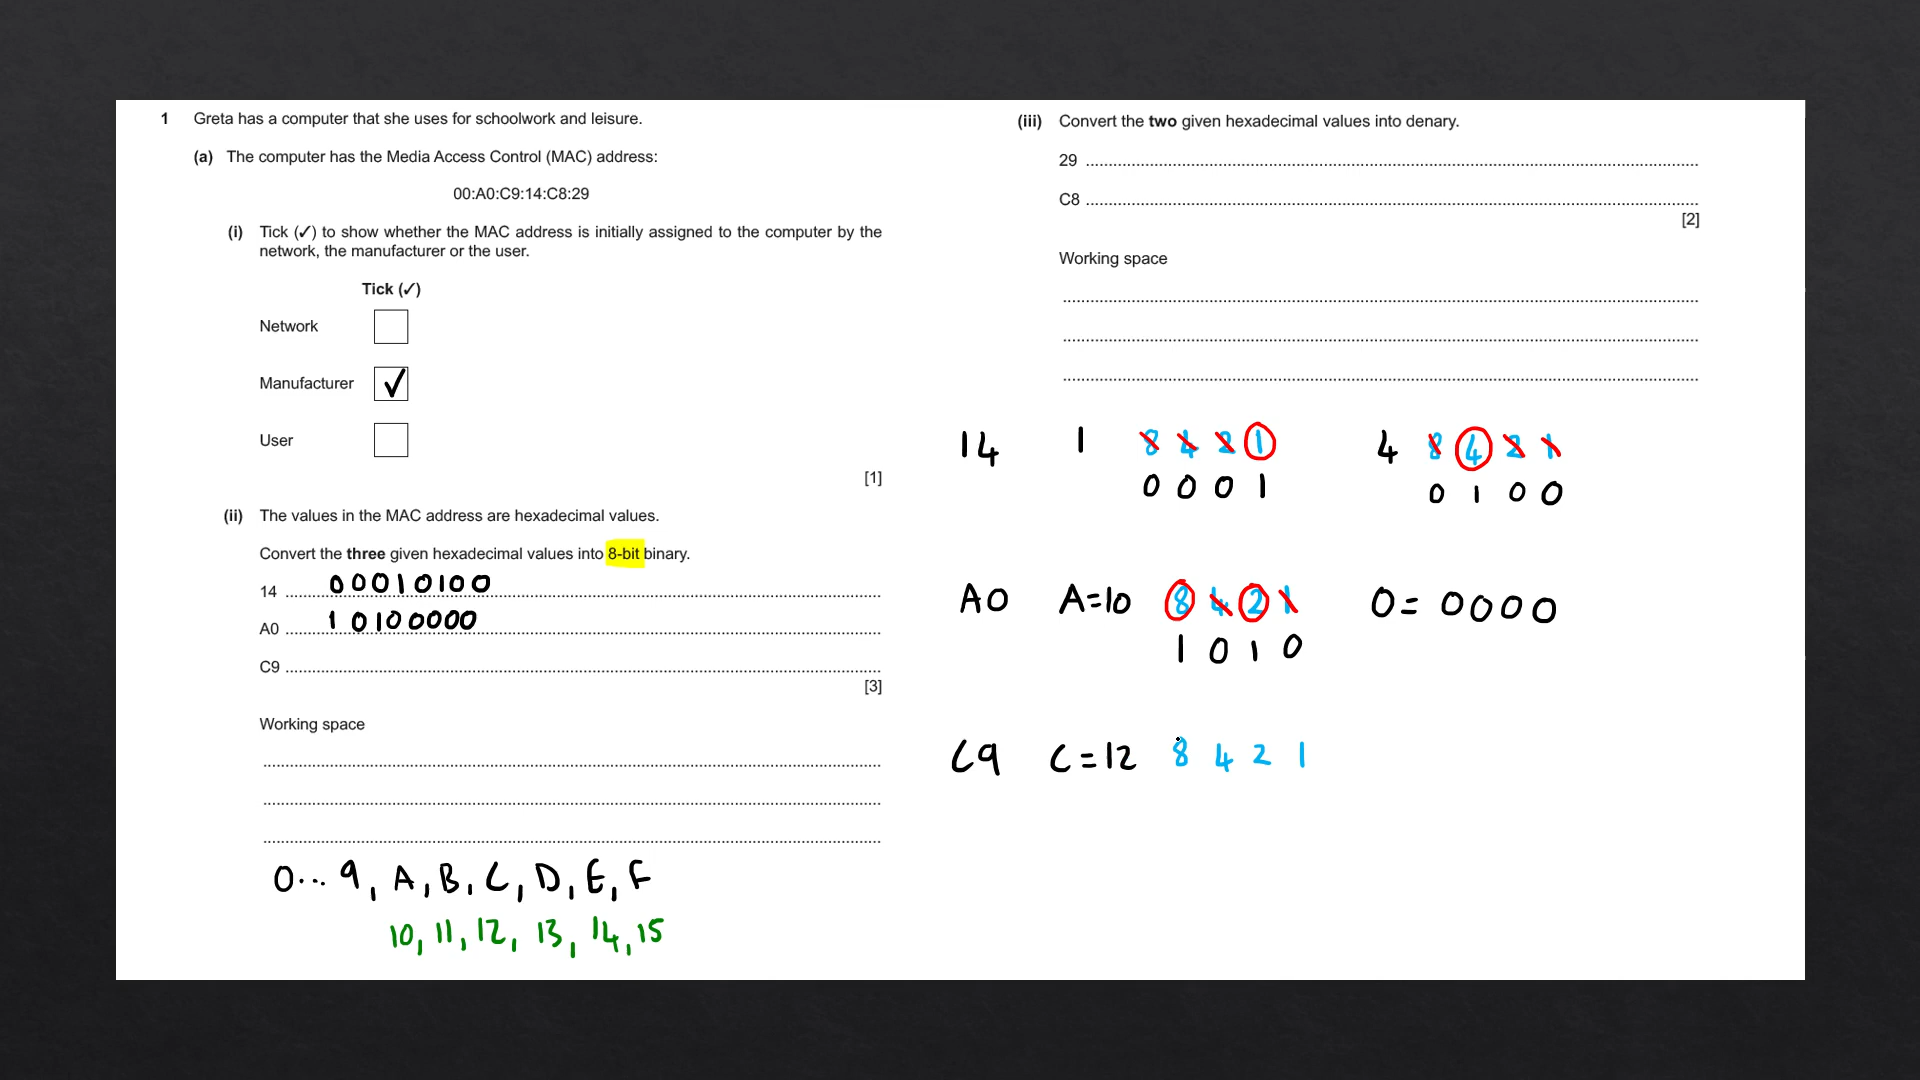 1 Greta has a computer that she uses for schoolwork and leisure.
(a) The computer has the Media Access Control (MAC) address:
00:A0:C9:14:C8:29
(i) Tick (✓) to show whether the MAC address is initially assigned to the computer by the
network, the manufacturer or the user.
Tick (✓)
Network
Manufacturer ✓
User
[1]
(ii) The values in the MAC address are hexadecimal values.
Convert the three given hexadecimal values into 8-bit binary.
14 ........ 00010100
A0 ........ 10100000
C9 ........
[3]
Working space
0... 9, A, B, C, D, E, F
10, 11, 12, 13, 14, 15
(iii) Convert the two given hexadecimal values into denary.
29 ........
C8 ........
[2]
Working space
14 1 8 4 2 1 4 8 4 2 1
0 0 0 1 0 1 0 0
A0 A=10 8 4 2 1 0 = 0000
1 0 1 0
C9 C=12 8 4 2 1